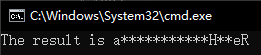 C:\Windows\System32\cmd.exe
The result is a***********H**eR